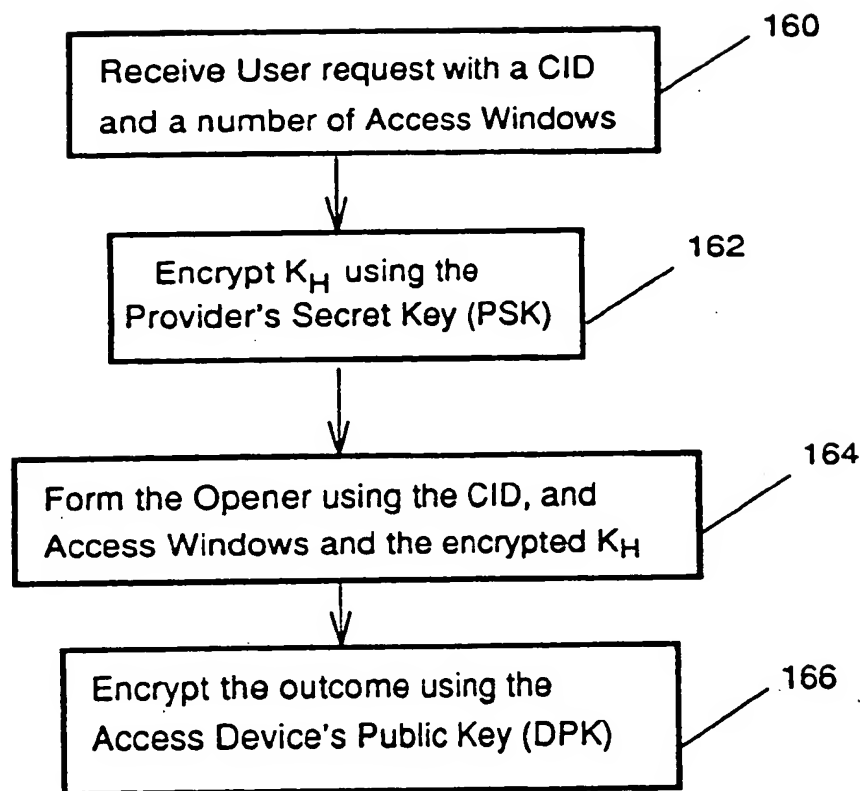 160
Receive User request with a CID
and a number of Access Windows
162
Encrypt KH using the
Provider's Secret Key (PSK)
164
Form the Opener using the CID, and
Access Windows and the encrypted KH
166
Encrypt the outcome using the
Access Device's Public Key (DPK)